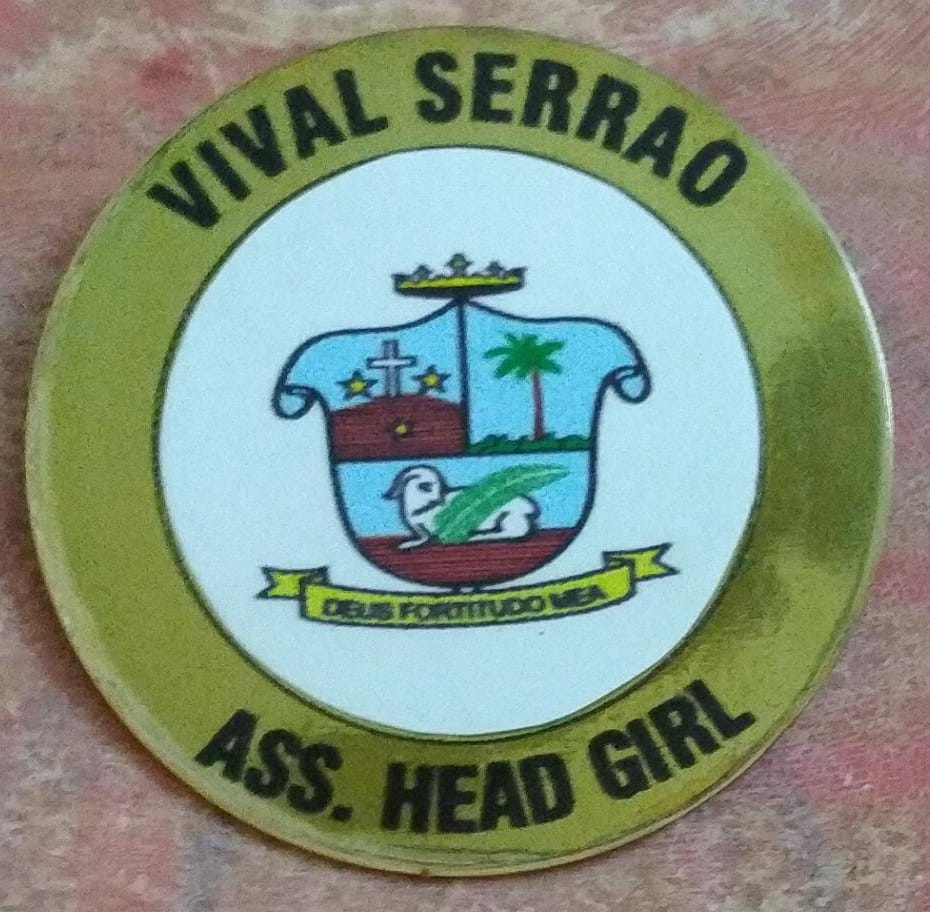 VIVAL SERRAO
DEUS FORTITUDO MEA
ASS. HEAD GIRL